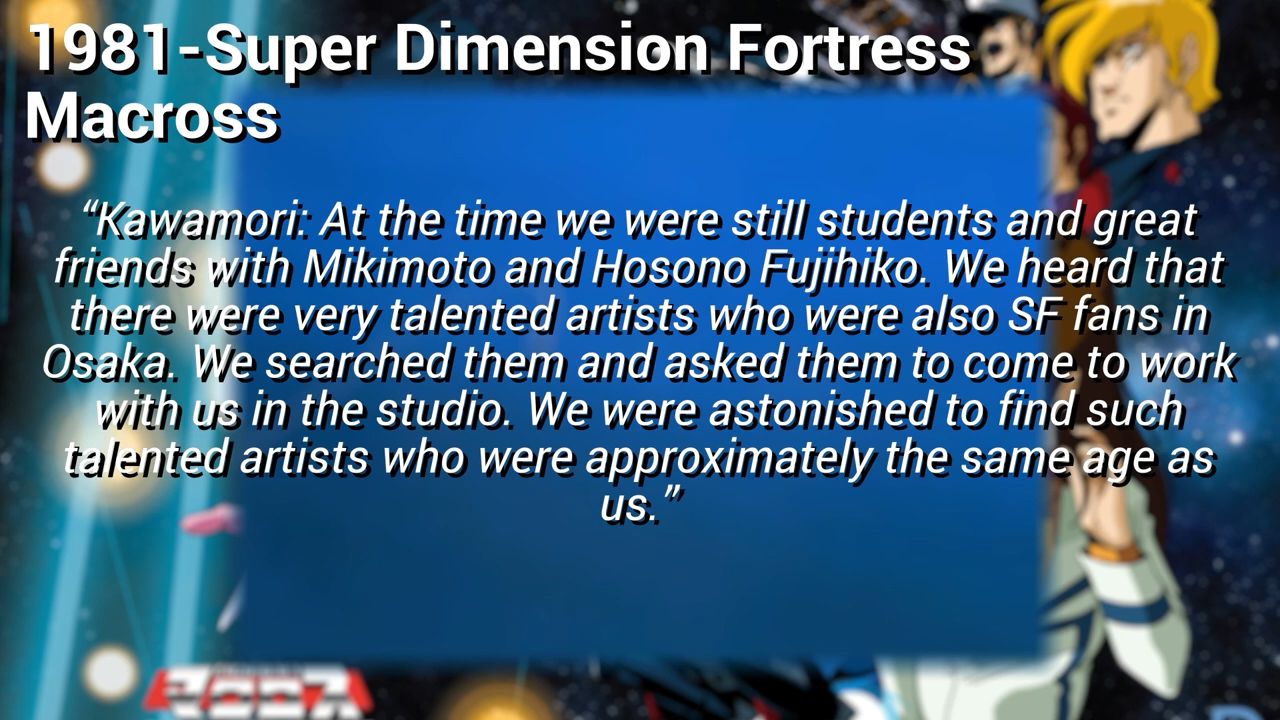 1981-Super Dimension Fortress
Macross
“Kawamori: At the time we were still students and great
friends with Mikimoto and Hosono Fujihiko. We heard that
there were very talented artists who were also SF fans in
Osaka. We searched them and asked them to come to work
with us in the studio. We were astonished to find such
talented artists who were approximately the same age as
us.”